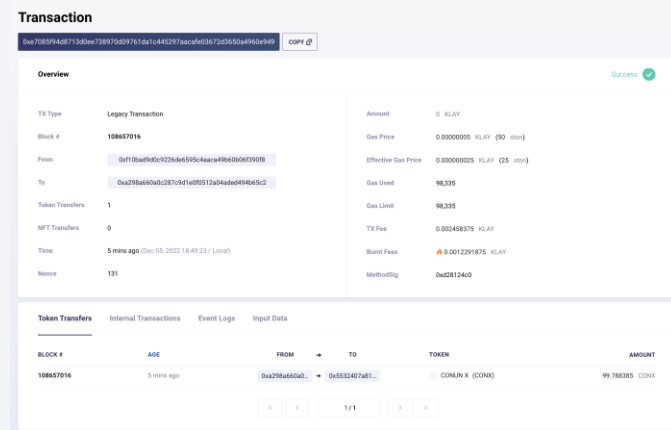 Transaction
0xe7085f94d8713d0ee738970d09761da1c445297aacafe03672d3650a4960e949 COPY
Overview Success
TX Type Legacy Transaction
Block # 108657016
From 0xf10bad9d0c9226de6595c4aaca49b60b06f390f8
To 0xa298a660a0c287c9d1e0f0512a04aded494b65c2
Token Transfers 1
NFT Transfers 0
Time 5 mins ago (Dec 05, 2022 18:49:23 / Local)
Nonce 131
Amount 0 KLAY
Gas Price 0.00000005 KLAY (50 ston)
Effective Gas Price 0.000000025 KLAY (25 ston)
Gas Used 98,335
Gas Limit 98,335
TX Fee 0.002458375 KLAY
Burnt Fees 0.0012291875 KLAY
MethodSig 0xd28124c0
Token Transfers Internal Transactions Event Logs Input Data
BLOCK # AGE FROM → TO TOKEN AMOUNT
108657016 5 mins ago 0xa298a660a0... → 0x5532407a81... CONUN X (CONX) 99.788385 CONX
< < 1 / 1 > >